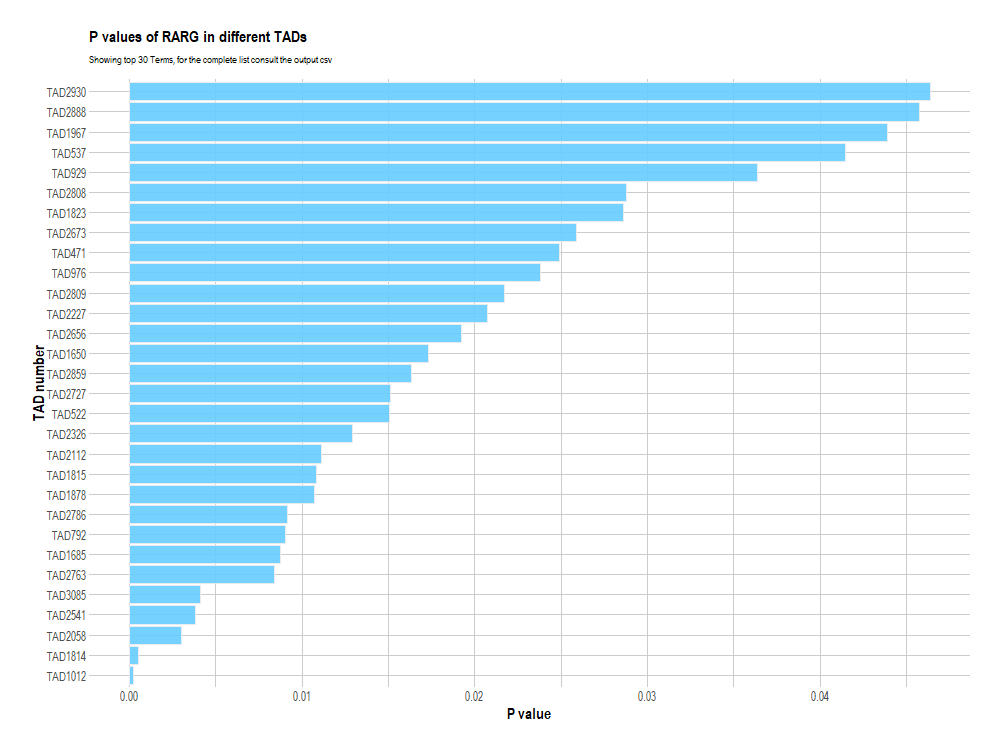 P values of RARG in different TADs
Showing top 30 Terms, for the complete list consult the output csv
TAD number
TAD2930
TAD2888
TAD1967
TAD537
TAD929
TAD2808
TAD1823
TAD2673
TAD471
TAD976
TAD2809
TAD2227
TAD2656
TAD1650
TAD2859
TAD2727
TAD522
TAD2326
TAD2112
TAD1815
TAD1878
TAD2786
TAD792
TAD1685
TAD2763
TAD3085
TAD2541
TAD2058
TAD1814
TAD1012
0.00 0.01 0.02 0.03 0.04
P value